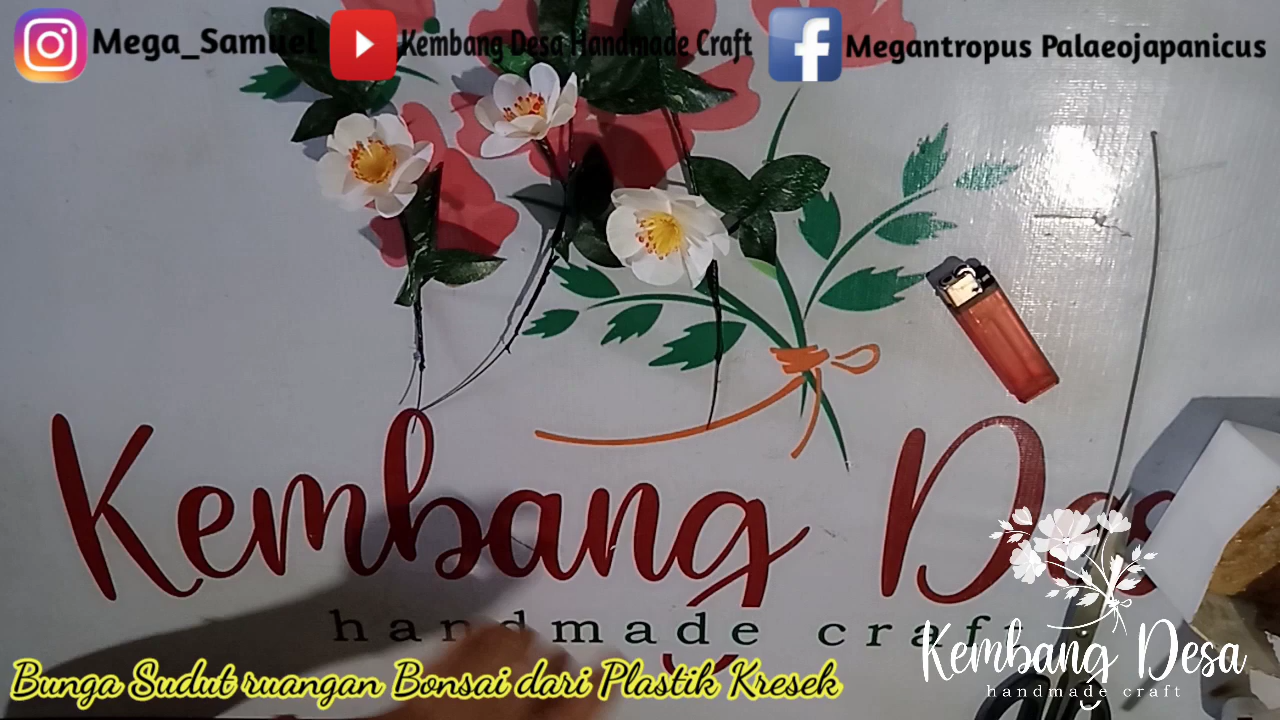 Mega_Samuel
Kembang Desa Handmade Craft
Megantropus Palaeojapanicus
Kembang Des
handmade craft
Bunga Sudut ruangan Bonsai dari Plastik Kresek
Kembang Desa
handmade craft